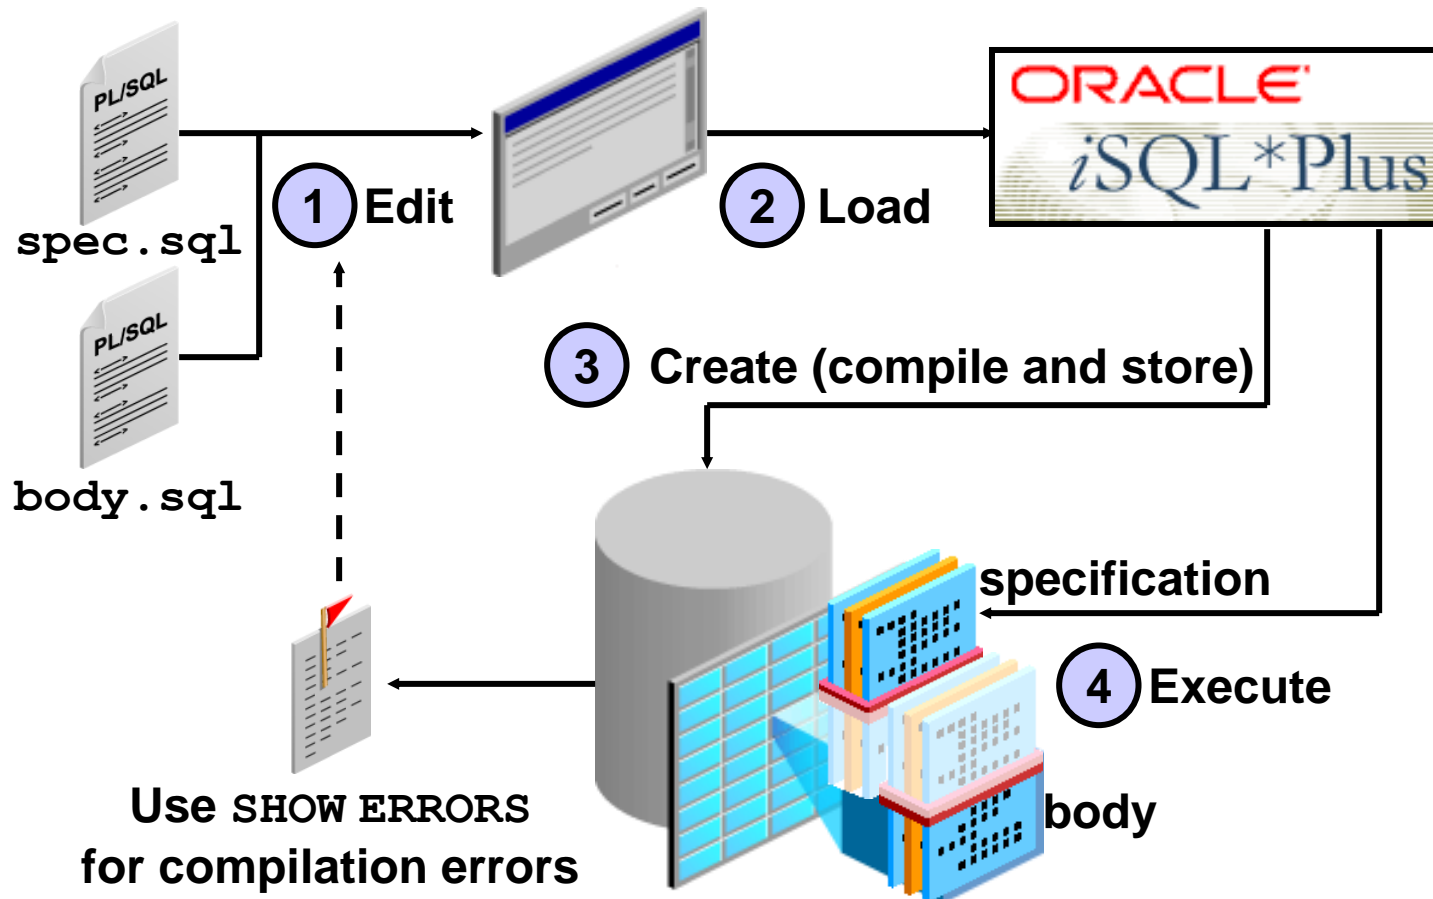 PL/SQL
spec.sql
1 Edit
2 Load
ORACLE
iSQL*Plus
PL/SQL
body.sql
3 Create (compile and store)
specification
4 Execute
body
Use SHOW ERRORS
for compilation errors